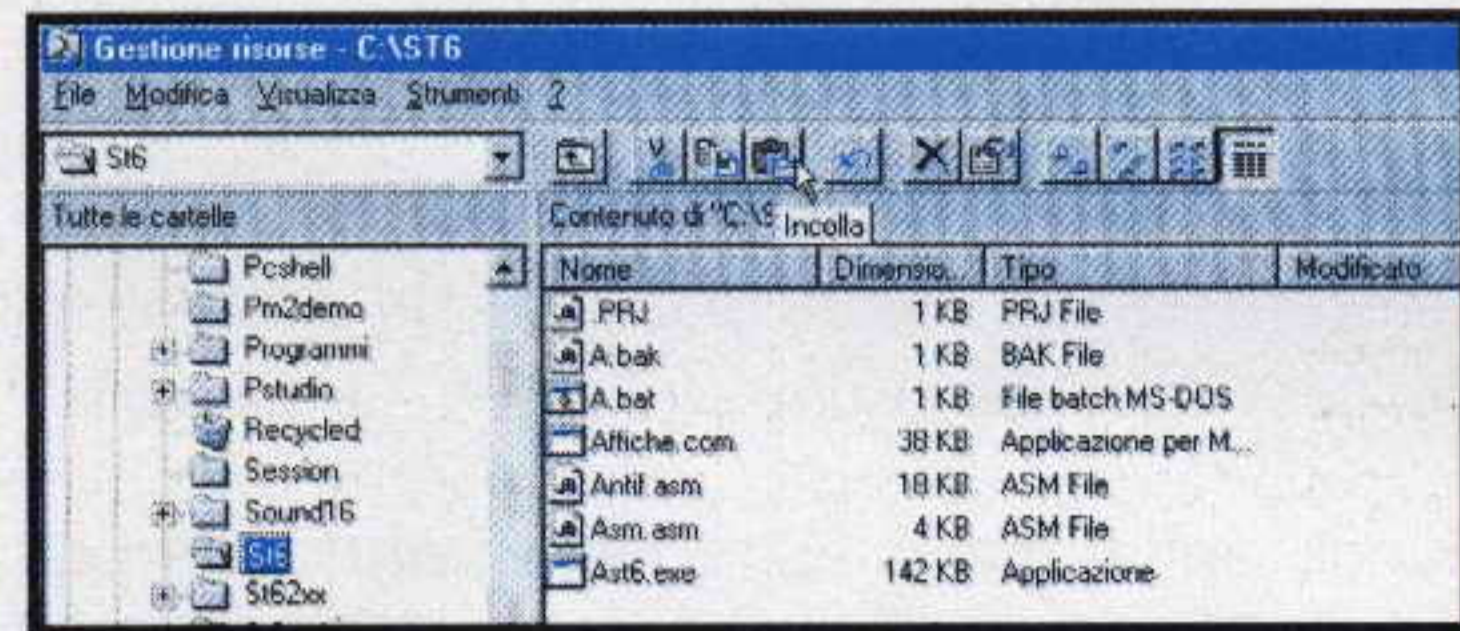 Gestione risorse - C:\ST6
File Modifica Visualizza Strumenti ?
St6
Tutte le cartelle
Contenuto di "C:\S
Incolla
Pcshell
Pm2demo
Programmi
Pstudio
Recycled
Session
Sound16
St6
St62xx
Nome Dimensio... Tipo Modificato
.PRJ 1 KB PRJ File
A.bak 1 KB BAK File
A.bat 1 KB File batch MS-DOS
Affiche.com 38 KB Applicazione per M...
Antif.asm 18 KB ASM File
Asm.asm 4 KB ASM File
Ast6.exe 142 KB Applicazione